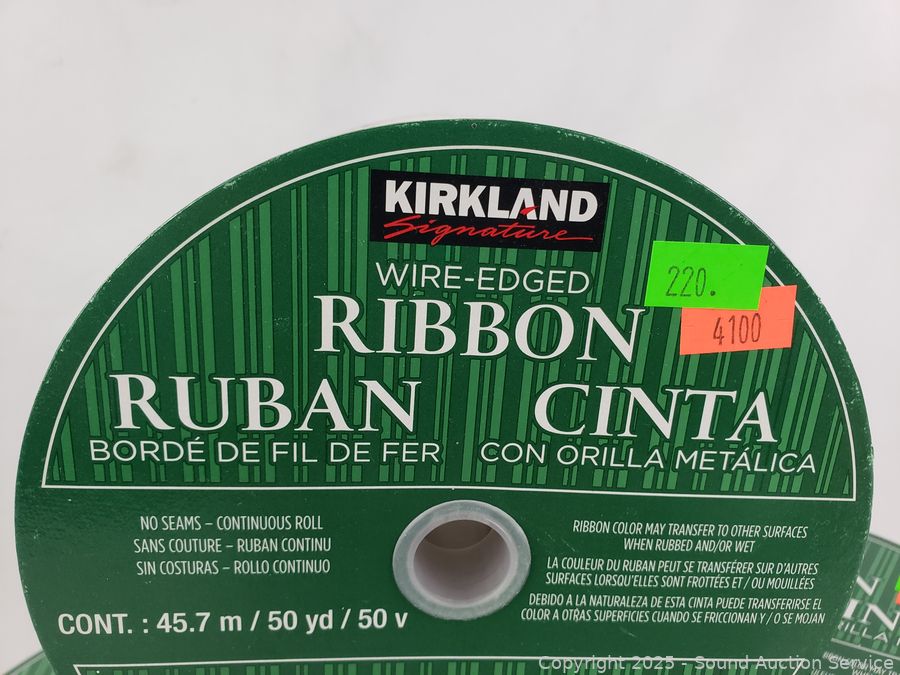 KIRKLAND
Signature
WIRE-EDGED
RIBBON
220.
4100
RUBAN
BORDÉ DE FIL DE FER
CINTA
CON ORILLA METÁLICA
NO SEAMS – CONTINUOUS ROLL
SANS COUTURE – RUBAN CONTINU
SIN COSTURAS – ROLLO CONTINUO
CONT. : 45.7 m / 50 yd / 50 v
RIBBON COLOR MAY TRANSFER TO OTHER SURFACES
WHEN RUBBED AND/OR WET
LA COULEUR DU RUBAN PEUT SE TRANSFÉRER SUR D'AUTRES
SURFACES LORSQU'ELLES SONT FROTTÉES ET / OU MOUILLÉES
DEBIDO A LA NATURALEZA DE ESTA CINTA PUEDE TRANSFERIRSE EL
COLOR A OTRAS SUPERFICIES CUANDO SE FRICCIONAN Y / O SE MOJAN
Copyright 2025 - Sound Auction Service